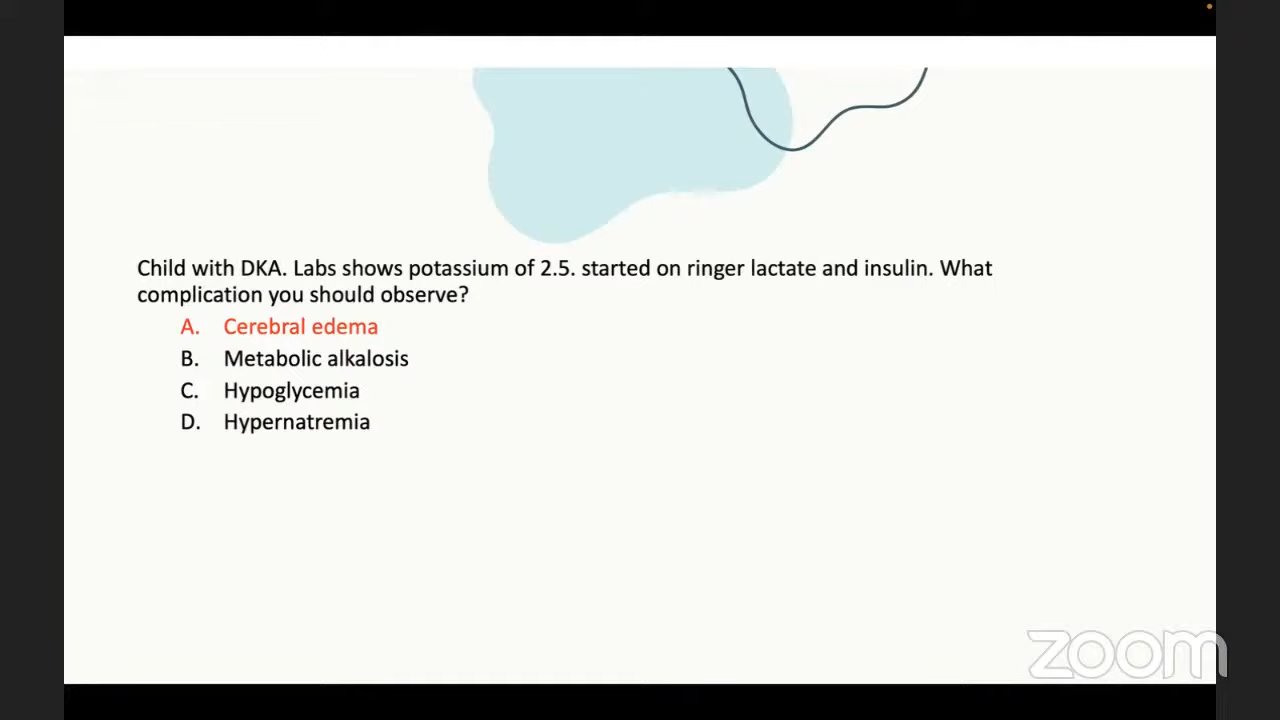 Child with DKA. Labs shows potassium of 2.5. started on ringer lactate and insulin. What
complication you should observe?
A. Cerebral edema
B. Metabolic alkalosis
C. Hypoglycemia
D. Hypernatremia
zoom